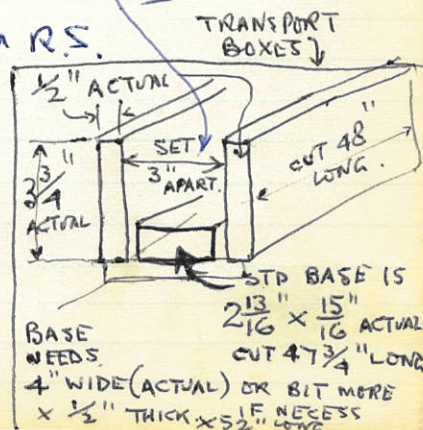 R.S.
TRANSPORT
BOXES
1/2" ACTUAL
3 3/4"
ACTUAL
SET
3"
APART.
CUT 48"
LONG.
STD BASE IS
2 13/16" x 15/16" ACTUAL
CUT 47 3/4" LONG
BASE
NEEDS
4" WIDE (ACTUAL) OR BIT MORE
x 1/2" THICK. x 52" LONG
IF NECESS